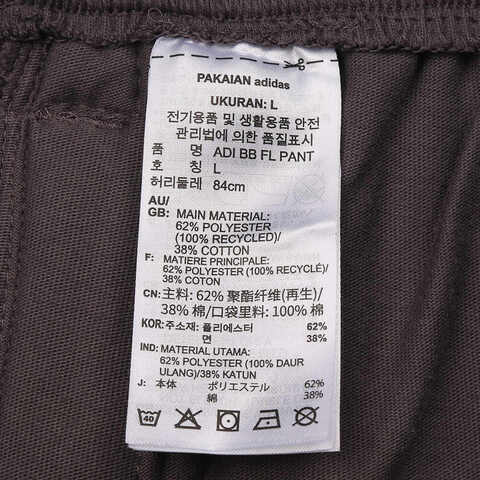 PAKAIAN adidas
UKURAN: L
전기용품 및 생활용품 안전
관리법에 의한 품질표시
품 명 ADI BB FL PANT
호 칭 L
허리둘레 84cm
AU/
GB: MAIN MATERIAL:
62% POLYESTER
(100% RECYCLED)/
38% COTTON
F: MATIERE PRINCIPALE:
62% POLYESTER (100% RECYCLÉ)/
38% COTON
CN: 主料: 62% 聚酯纤维(再生)/
38% 棉/口袋里料: 100% 棉
KOR: 주소재: 폴리에스터 62%
면 38%
IND: MATERIAL UTAMA:
62% POLYESTER (100% DAUR
ULANG)/38% KATUN
J: 本体 ポリエステル 62%
綿 38%
40